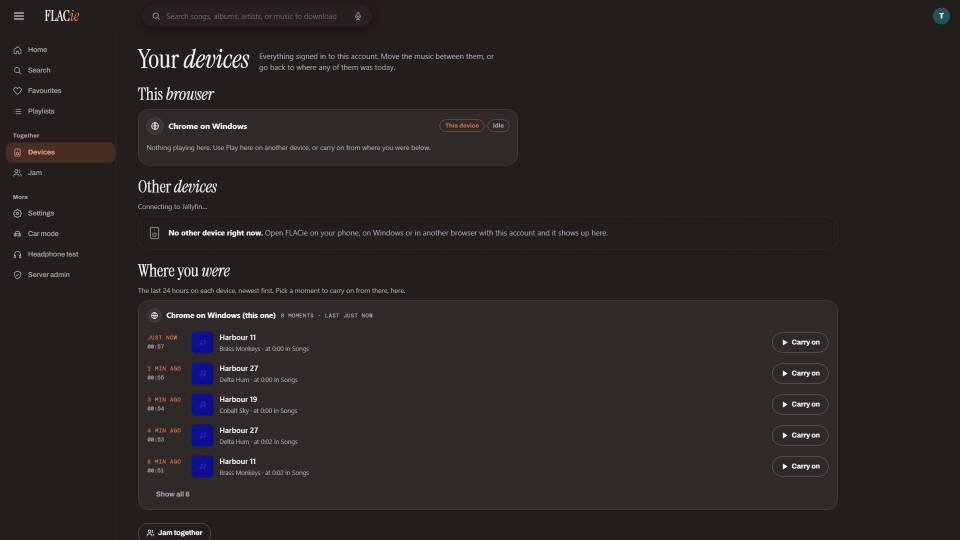 FLACie
Search songs, albums, artists, or music to download
T
Home
Search
Favourites
Playlists
Together
Devices
Jam
More
Settings
Car mode
Headphone test
Server admin
Your devices
Everything signed in to this account. Move the music between them, or
go back to where any of them was today.
This browser
Chrome on Windows
This device
Idle
Nothing playing here. Use Play here on another device, or carry on from where you were below.
Other devices
Connecting to Jellyfin...
No other device right now. Open FLACie on your phone, on Windows or in another browser with this account and it shows up here.
Where you were
The last 24 hours on each device, newest first. Pick a moment to carry on from there, here.
Chrome on Windows (this one) 8 MOMENTS · LAST JUST NOW
JUST NOW
00:57
Harbour 11
Brass Monkeys · at 0:00 in Songs
Carry on
2 MIN AGO
00:55
Harbour 27
Delta Hum · at 0:00 in Songs
Carry on
3 MIN AGO
00:54
Harbour 19
Cobalt Sky · at 0:00 in Songs
Carry on
4 MIN AGO
00:53
Harbour 27
Delta Hum · at 0:02 in Songs
Carry on
6 MIN AGO
00:51
Harbour 11
Brass Monkeys · at 0:02 in Songs
Carry on
Show all 8
Jam together